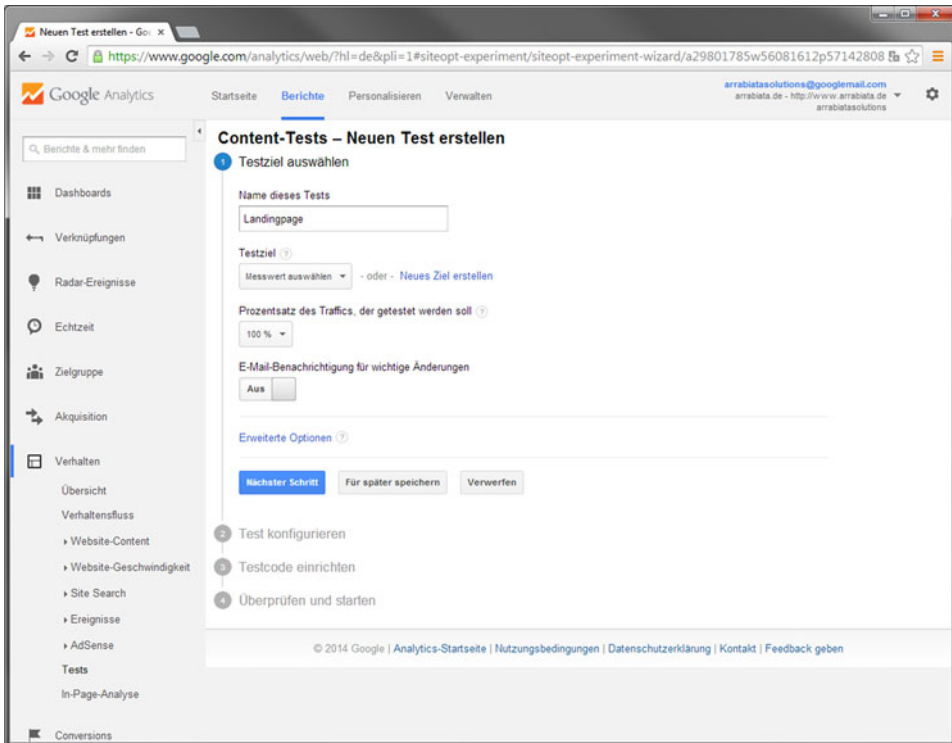 Neuen Test erstellen - Goo
https://www.google.com/analytics/web/?hl=de&pli=1#siteopt-experiment/siteopt-experiment-wizard/a29801785w56081612p57142808
Google Analytics
Startseite Berichte Personalisieren Verwalten
arrabiatasolutions@googlemail.com
arrabiata.de - http://www.arrabiata.de
arrabiatasolutions
Berichte & mehr finden
Dashboards
Verknüpfungen
Radar-Ereignisse
Echtzeit
Zielgruppe
Akquisition
Verhalten
Übersicht
Verhaltensfluss
Website-Content
Website-Geschwindigkeit
Site Search
Ereignisse
AdSense
Tests
In-Page-Analyse
Conversions
Content-Tests – Neuen Test erstellen
1 Testziel auswählen
Name dieses Tests
Landingpage
Testziel ?
Messwert auswählen - oder - Neues Ziel erstellen
Prozentsatz des Traffics, der getestet werden soll ?
100 %
E-Mail-Benachrichtigung für wichtige Änderungen
Aus
Erweiterte Optionen ?
Nächster Schritt Für später speichern Verwerfen
2 Test konfigurieren
3 Testcode einrichten
4 Überprüfen und starten
© 2014 Google | Analytics-Startseite | Nutzungsbedingungen | Datenschutzerklärung | Kontakt | Feedback geben